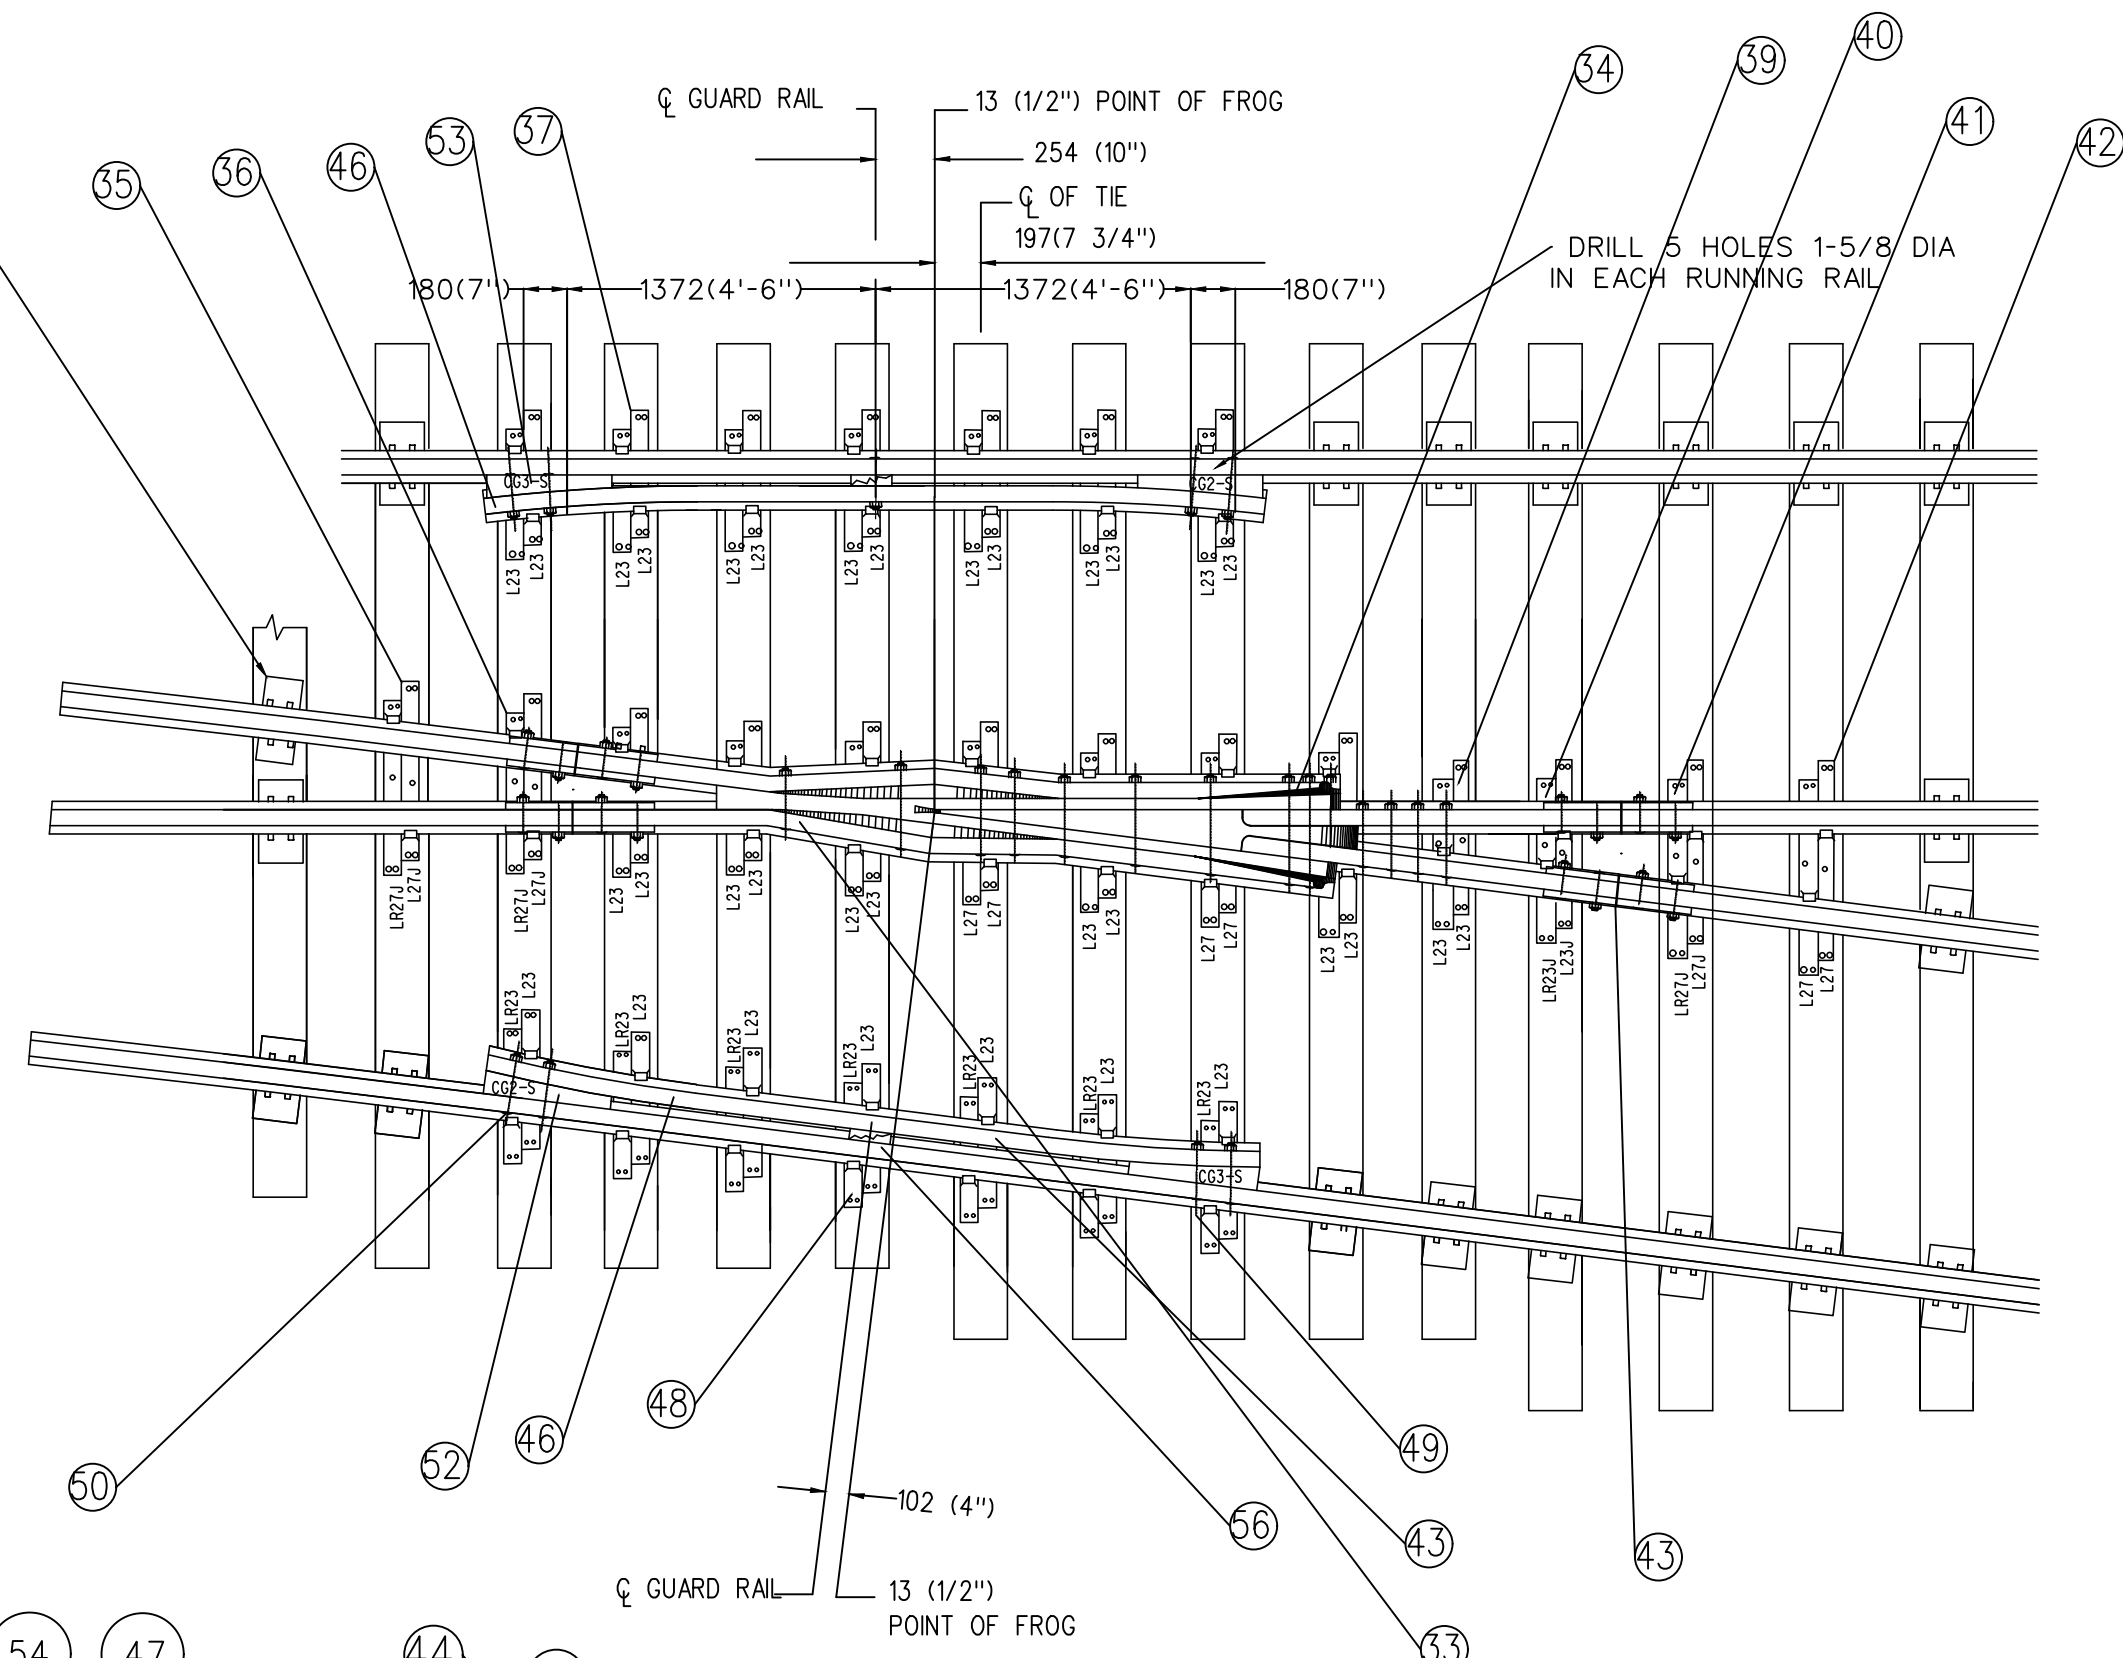 40
34
39
℄ GUARD RAIL
13 (1/2") POINT OF FROG
41
53
37
42
254 (10")
36
46
35
℄ OF TIE
197(7 3/4")
DRILL 5 HOLES 1-5/8 DIA
IN EACH RUNNING RAIL
180(7")
1372(4'-6")
1372(4'-6")
180(7")
CG3-S
CG2-S
L23 L23
L23 L23
L23 L23
L23 L23
L23 L23
L23 L23
L23 L23
LR27J L27J
LR27J L27J
L23 L23
L23 L23
L23 L23
L27 L27
L23 L23
L27 L27
L23 L23
L23 L23
LR23J L23J
LR27J L27J
L27 L27
LR23 L23
LR23 L23
LR23 L23
LR23 L23
LR23 L23
LR23 L23
LR23 L23
CG2-S
CG3-S
48
46
49
52
50
102 (4")
56
43
43
℄ GUARD RAIL
13 (1/2")
POINT OF FROG
33
54
47
44